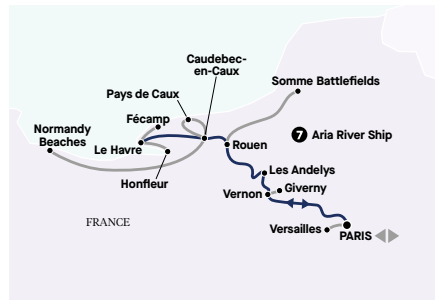 Caudebec-
en-Caux
Somme Battlefields
Pays de Caux
Fécamp
Normandy
Beaches
Le Havre
7 Aria River Ship
Rouen
Honfleur
Les Andelys
Vernon
Giverny
FRANCE
Versailles
PARIS